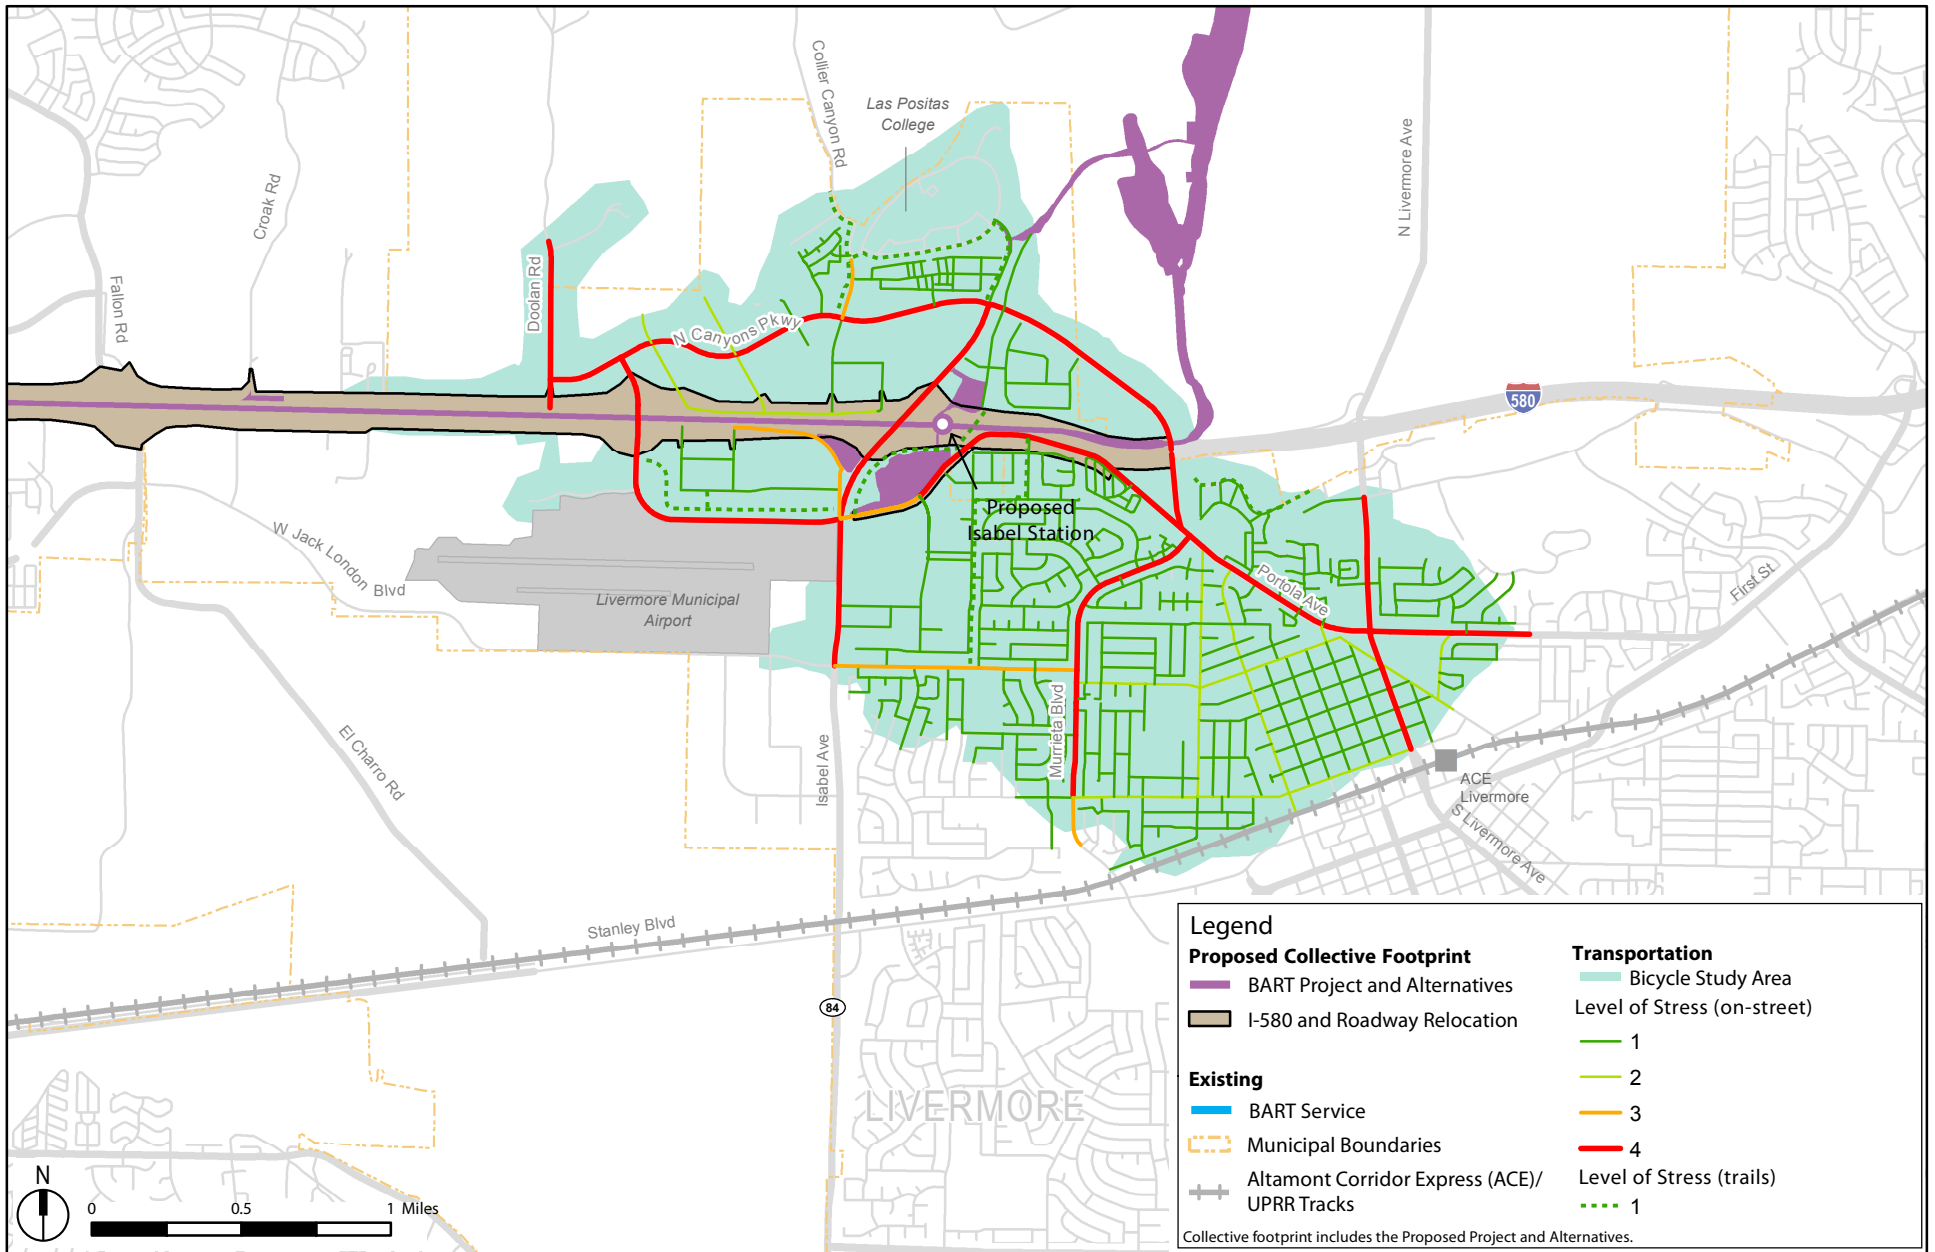 Collier Canyon Rd
Las Positas
College
N Livermore Ave
Croak Rd
Fallon Rd
Doolan Rd
N Canyons Pkwy
580
Proposed
Isabel Station
W Jack London Blvd
Livermore Municipal
Airport
Portola Ave
First St
El Charro Rd
Isabel Ave
Murrieta Blvd
ACE
Livermore
S Livermore Ave
Stanley Blvd
84
LIVERMORE
N
0
0.5
1 Miles
Legend
Proposed Collective Footprint
BART Project and Alternatives
I-580 and Roadway Relocation
Existing
BART Service
Municipal Boundaries
Altamont Corridor Express (ACE)/
UPRR Tracks
Transportation
Bicycle Study Area
Level of Stress (on-street)
1
2
3
4
Level of Stress (trails)
1
Collective footprint includes the Proposed Project and Alternatives.